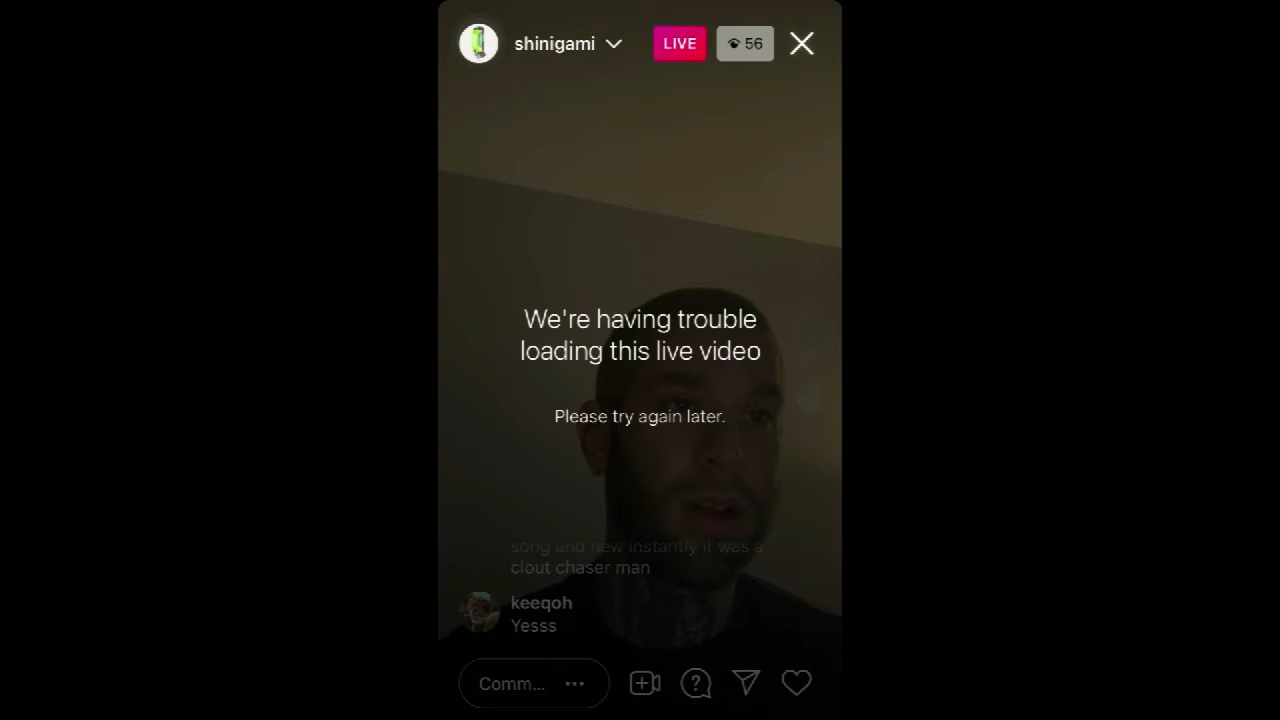 shinigami
LIVE
56
We're having trouble
loading this live video
Please try again later.
song and new instantly it was a
clout chaser man
keeqoh
Yesss
Comm...